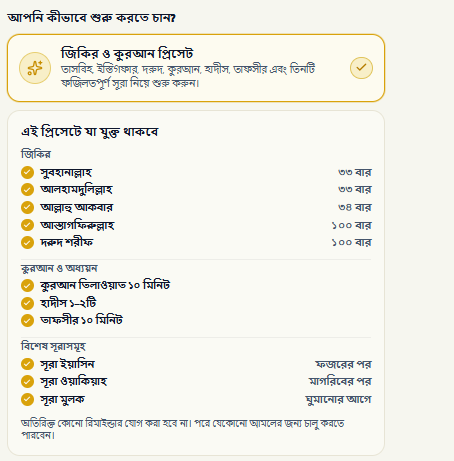 আপনি কীভাবে শুরু করতে চান?
জিকির ও কুরআন প্রিসেট
তাসবিহ, ইস্তিগফার, দরুদ, কুরআন, হাদীস, তাফসীর এবং তিনটি
ফজিলতপূর্ণ সূরা নিয়ে শুরু করুন।
এই প্রিসেটে যা যুক্ত থাকবে
জিকির
সুবহানাল্লাহ ৩৩ বার
আলহামদুলিল্লাহ ৩৩ বার
আল্লাহু আকবার ৩৪ বার
আস্তাগফিরুল্লাহ ১০০ বার
দরুদ শরীফ ১০০ বার
কুরআন ও অধ্যয়ন
কুরআন তিলাওয়াত ১০ মিনিট
হাদীস ১–২টি
তাফসীর ১০ মিনিট
বিশেষ সূরাসমূহ
সূরা ইয়াসিন ফজরের পর
সূরা ওয়াকিয়াহ মাগরিবের পর
সূরা মুলক ঘুমানোর আগে
অতিরিক্ত কোনো রিমাইন্ডার যোগ করা হবে না। পরে যেকোনো আমলের জন্য চালু করতে
পারবেন।